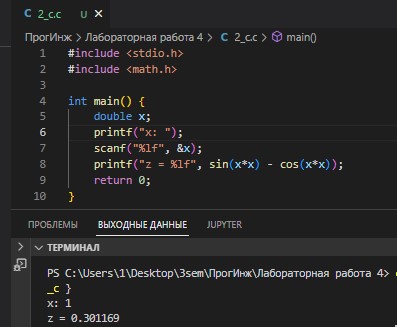 2_c.c U
ПрогИнж > Лабораторная работа 4 > C 2_c.c > main()
1 #include <stdio.h>
2 #include <math.h>
3
4 int main() {
5 double x;
6 printf("x: ");
7 scanf("%lf", &x);
8 printf("z = %lf", sin(x*x) - cos(x*x));
9 return 0;
10 }
ПРОБЛЕМЫ ВЫХОДНЫЕ ДАННЫЕ JUPYTER
ТЕРМИНАЛ
PS C:\Users\1\Desktop\3sem\ПрогИнж\Лабораторная работа 4>
_c }
x: 1
z = 0.301169